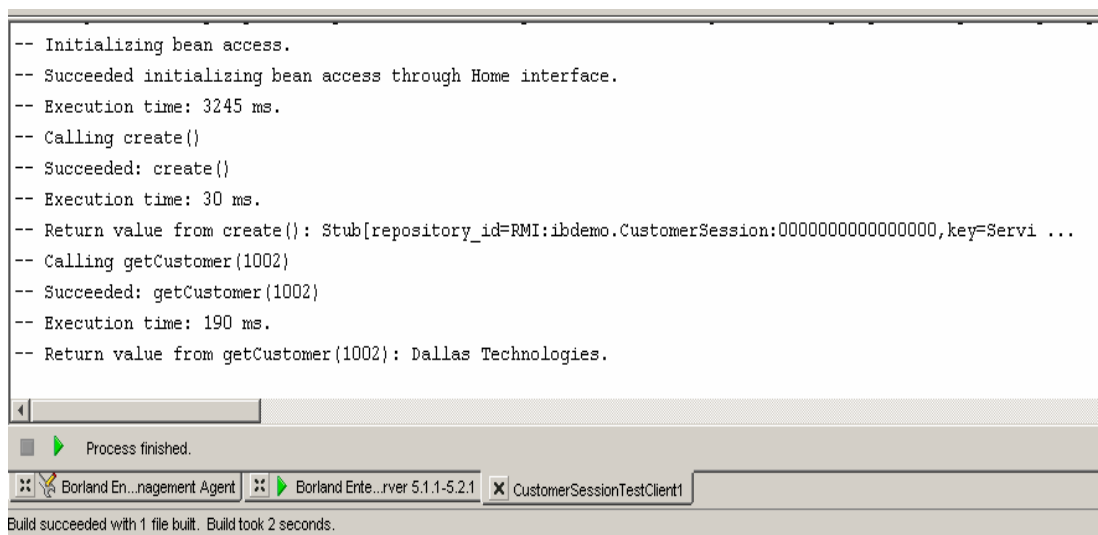 -- Initializing bean access.
-- Succeeded initializing bean access through Home interface.
-- Execution time: 3245 ms.
-- Calling create()
-- Succeeded: create()
-- Execution time: 30 ms.
-- Return value from create(): Stub[repository_id=RMI:ibdemo.CustomerSession:0000000000000000,key=Servi ...
-- Calling getCustomer(1002)
-- Succeeded: getCustomer(1002)
-- Execution time: 190 ms.
-- Return value from getCustomer(1002): Dallas Technologies.
Process finished.
Borland En...nagement Agent Borland Ente...rver 5.1.1-5.2.1 CustomerSessionTestClient1
Build succeeded with 1 file built. Build took 2 seconds.